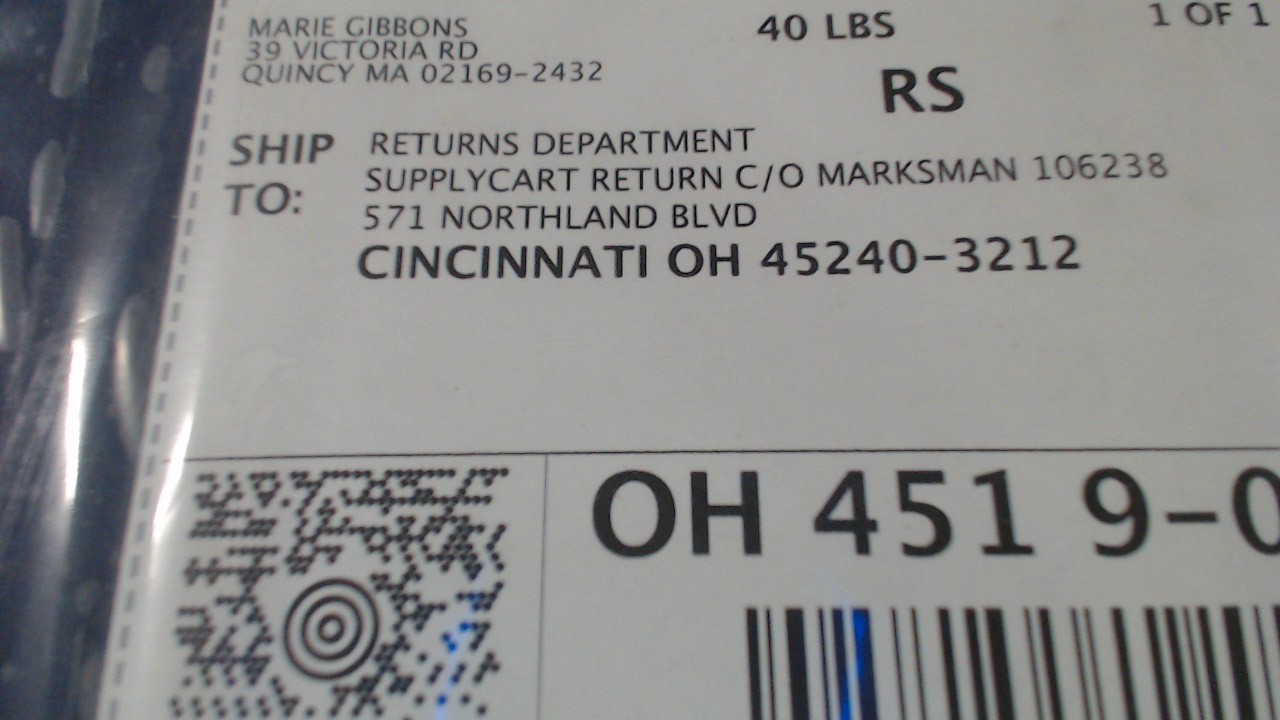 MARIE GIBBONS
39 VICTORIA RD
QUINCY MA 02169-2432
40 LBS
1 OF 1
RS
SHIP TO:
RETURNS DEPARTMENT
SUPPLYCART RETURN C/O MARKSMAN 106238
571 NORTHLAND BLVD
CINCINNATI OH 45240-3212
OH 451 9-0